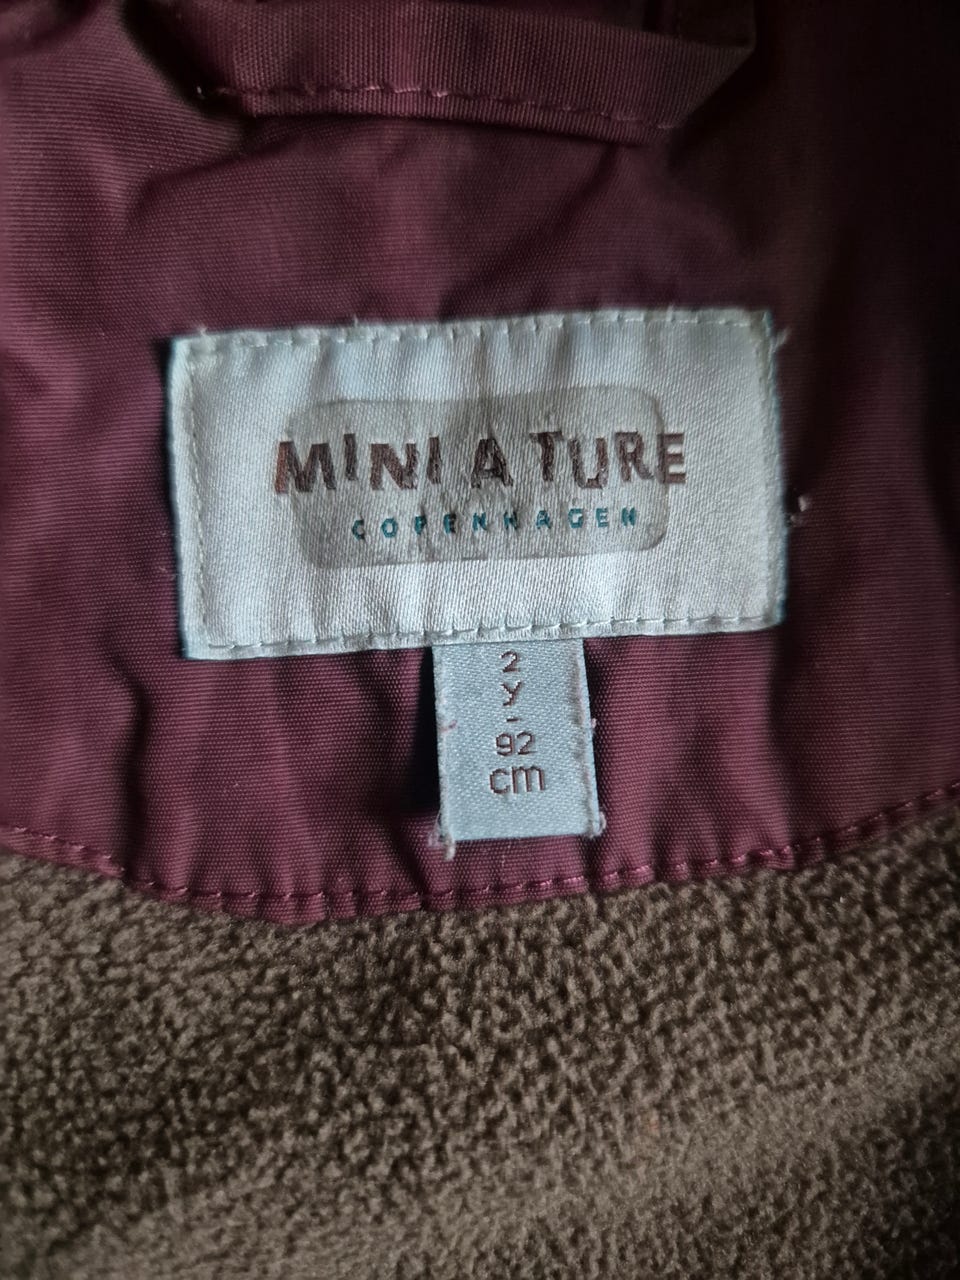 MINI A TURE
COPENHAGEN
2
Y
-
92
cm